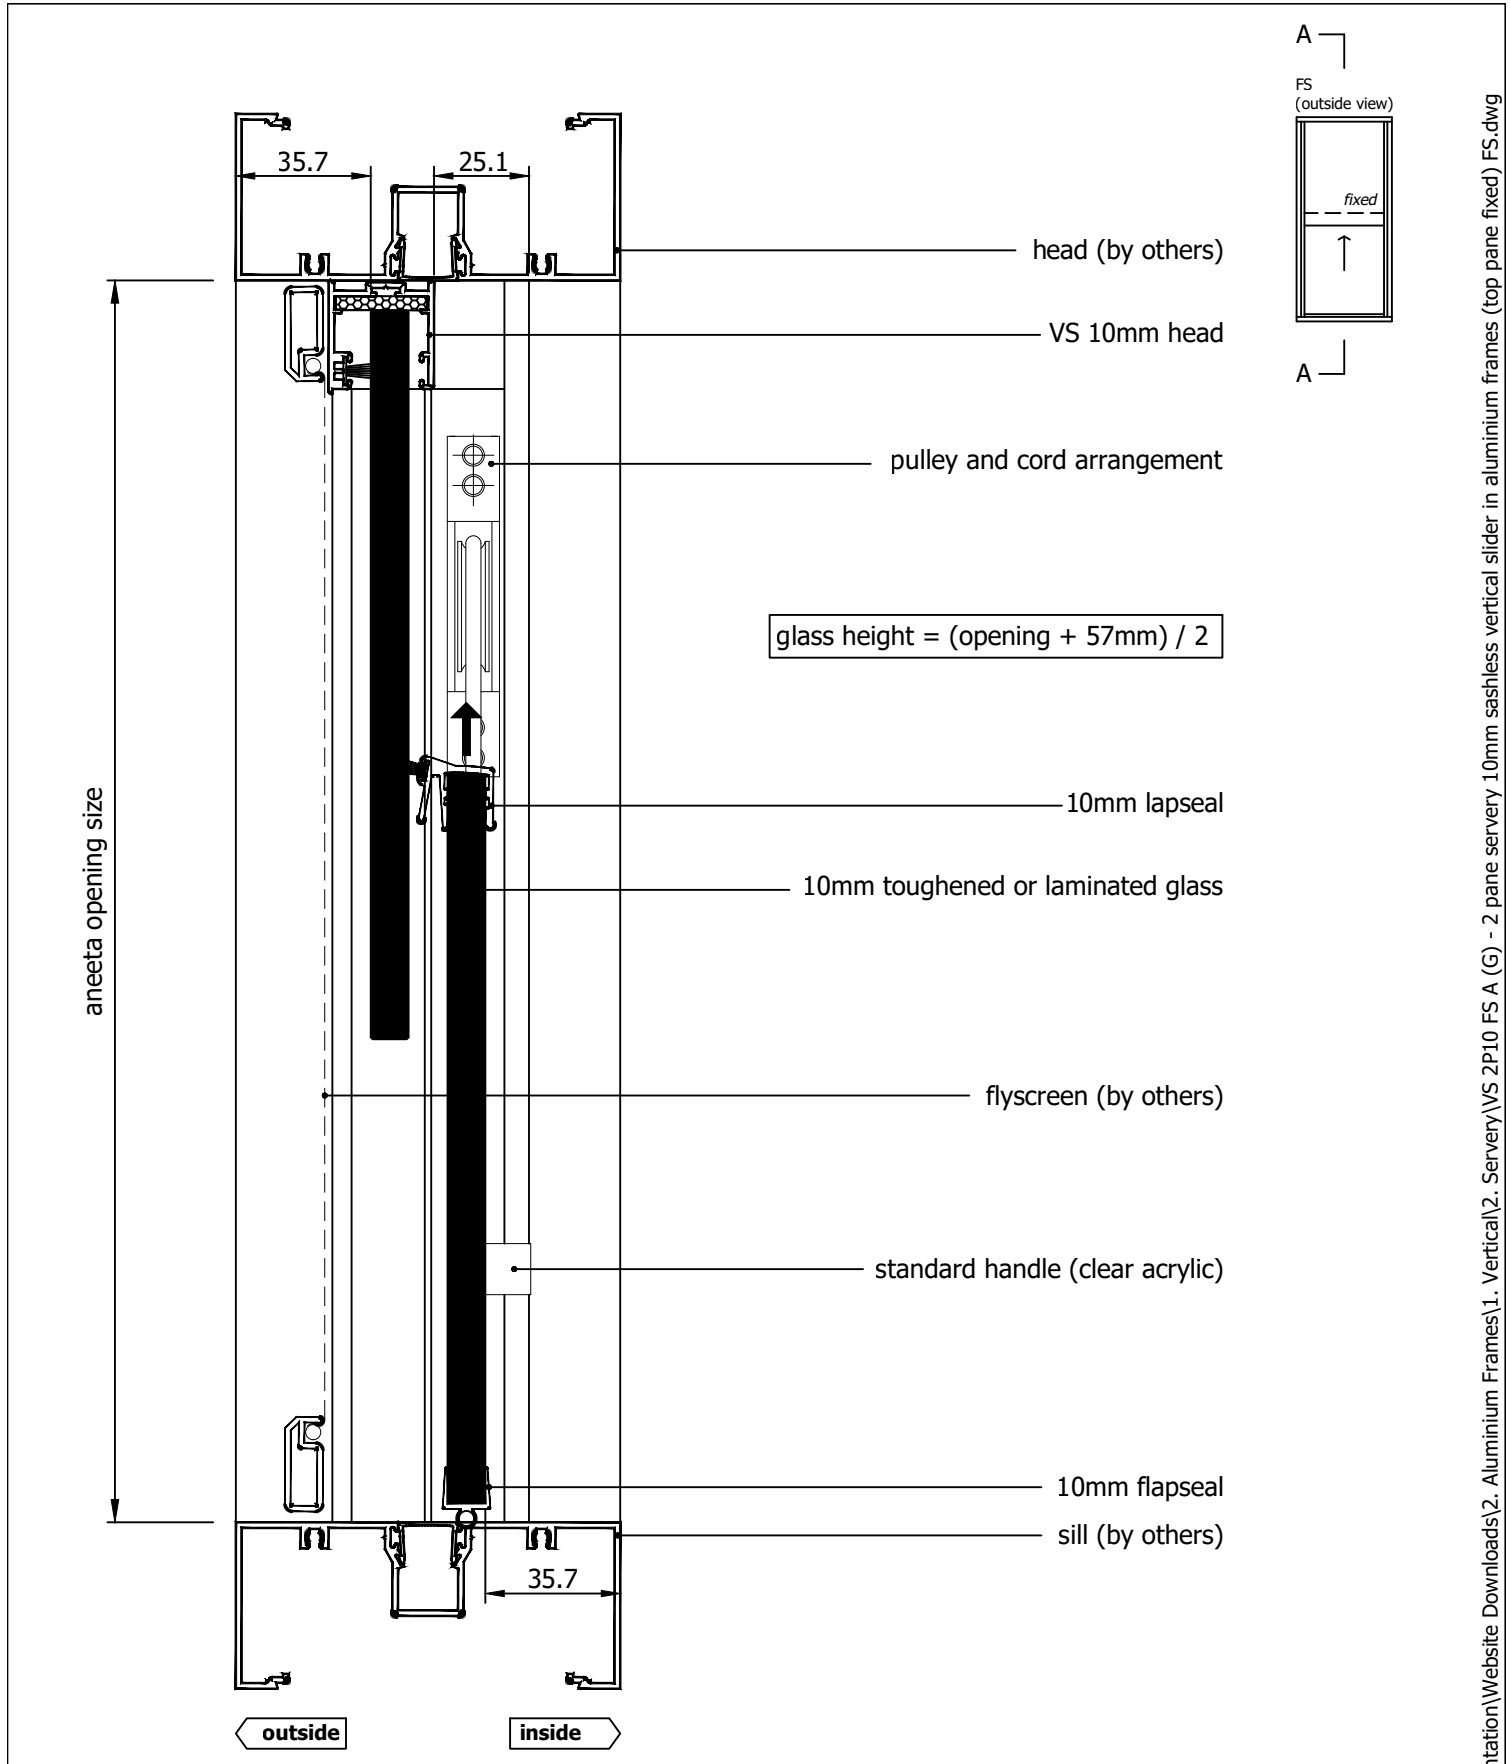 A
FS
(outside view)
fixed
A
35.7
25.1
head (by others)
VS 10mm head
pulley and cord arrangement
glass height = (opening + 57mm) / 2
10mm lapseal
10mm toughened or laminated glass
aneeta opening size
flyscreen (by others)
standard handle (clear acrylic)
10mm flapseal
sill (by others)
35.7
outside
inside
ntation\Website Downloads\2. Aluminium Frames\1. Vertical\2. Servery\VS 2P10 FS A (G) - 2 pane servery 10mm sashless vertical slider in aluminium frames (top pane fixed) FS.dwg